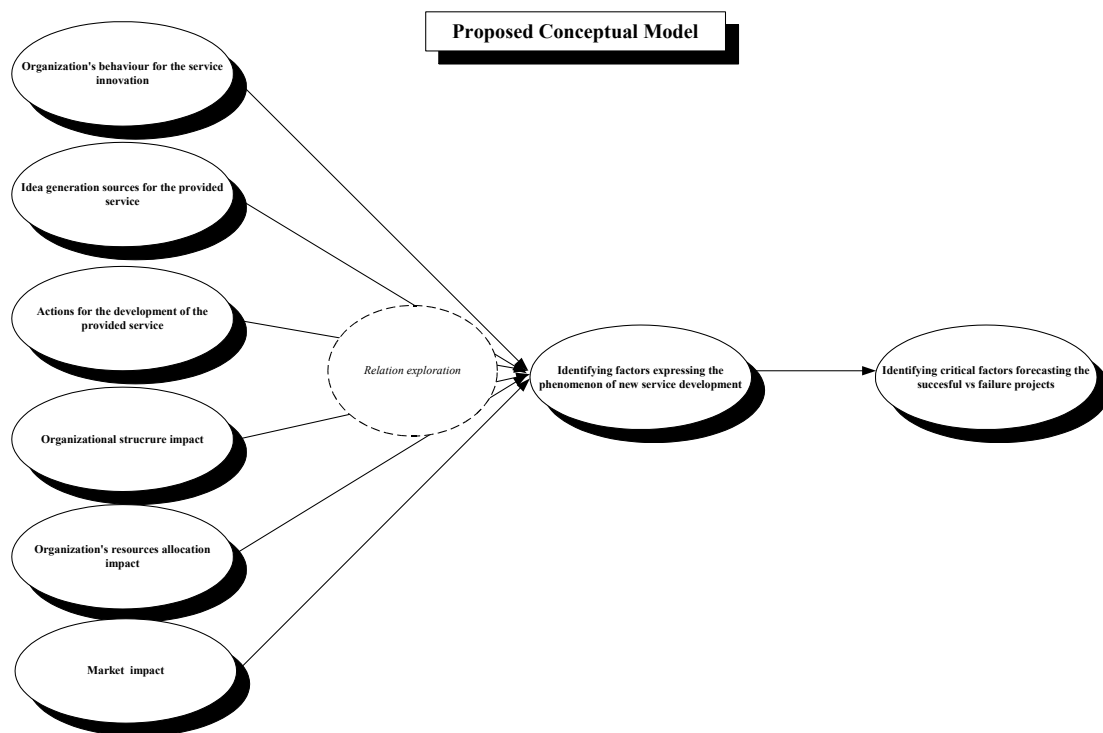 Proposed Conceptual Model
Organization's behaviour for the service
innovation
Idea generation sources for the provided
service
Actions for the development of the
provided service
Relation exploration
Identifying factors expressing the
phenomenon of new service development
Identifying critical factors forecasting the
succesful vs failure projects
Organizational strucrure impact
Organization's resources allocation
impact
Market impact